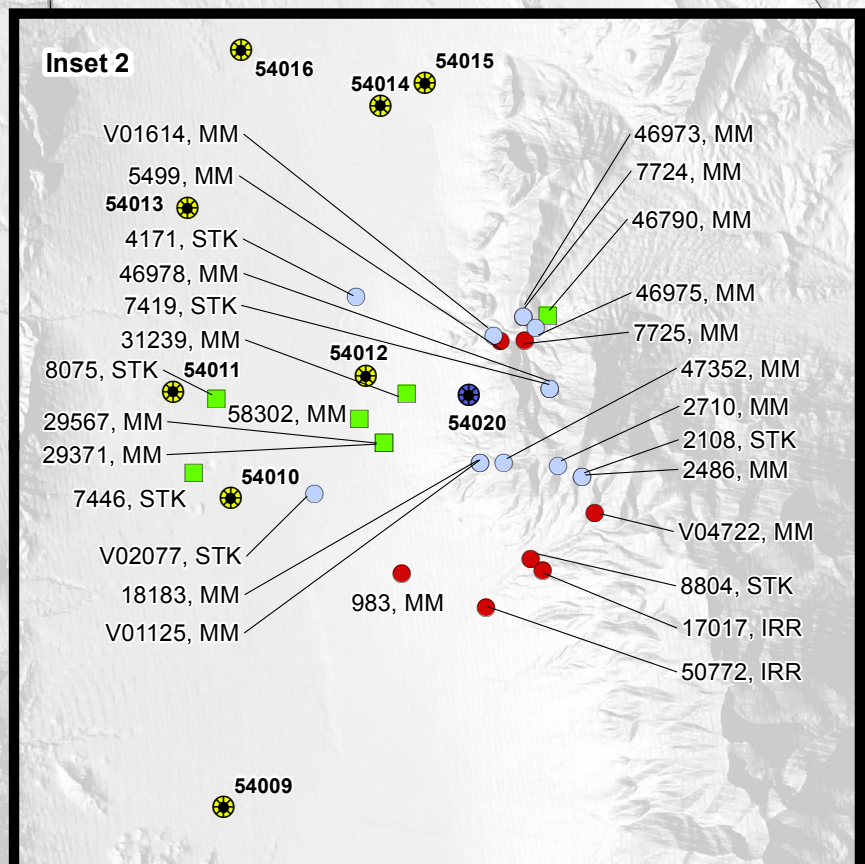 Inset 2
54016
54015
54014
V01614, MM
46973, MM
5499, MM
7724, MM
54013
46790, MM
4171, STK
46978, MM
46975, MM
7419, STK
7725, MM
31239, MM
54012
8075, STK
54011
47352, MM
58302, MM
54020
2710, MM
29567, MM
2108, STK
29371, MM
2486, MM
7446, STK
54010
V04722, MM
V02077, STK
8804, STK
18183, MM
983, MM
17017, IRR
V01125, MM
50772, IRR
54009